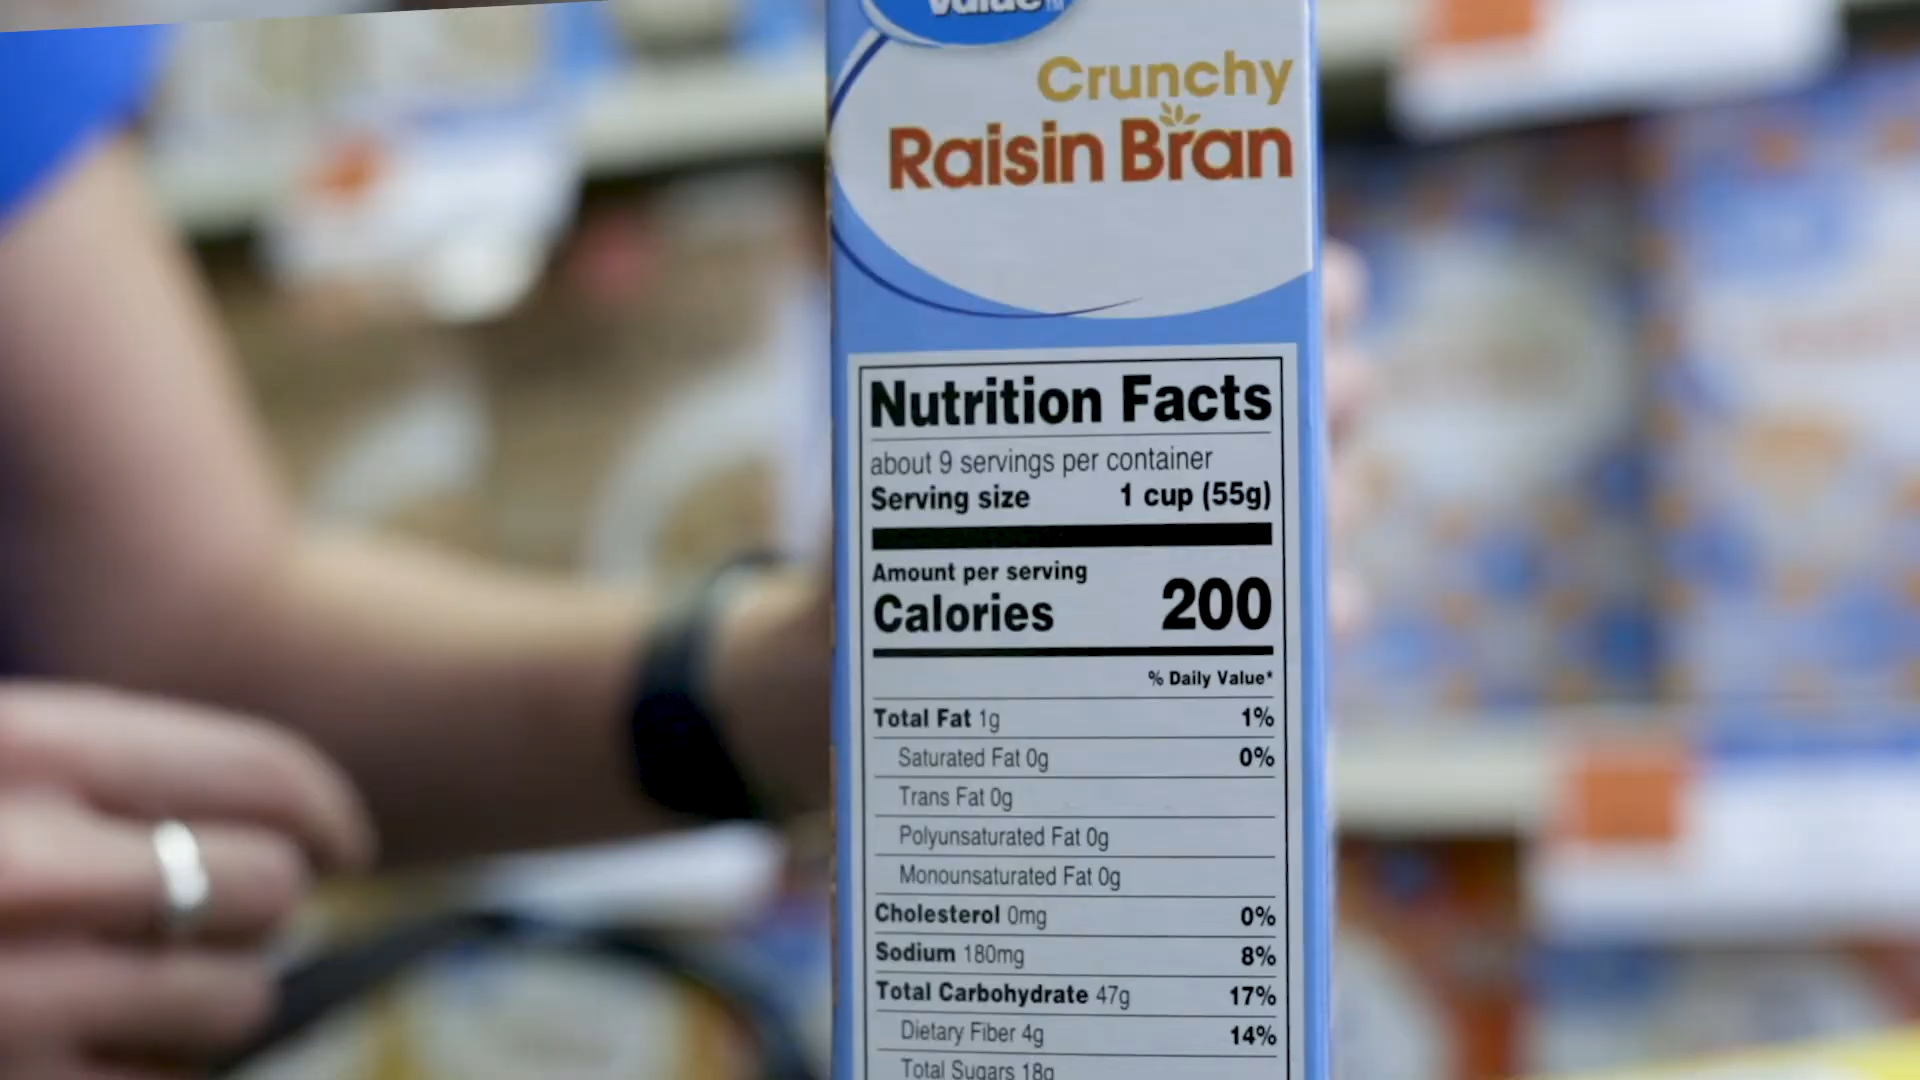 Value™
Crunchy
Raisin Bran
Nutrition Facts
about 9 servings per container
Serving size 1 cup (55g)
Amount per serving
Calories 200
% Daily Value*
Total Fat 1g 1%
Saturated Fat 0g 0%
Trans Fat 0g
Polyunsaturated Fat 0g
Monounsaturated Fat 0g
Cholesterol 0mg 0%
Sodium 180mg 8%
Total Carbohydrate 47g 17%
Dietary Fiber 4g 14%
Total Sugars 18g